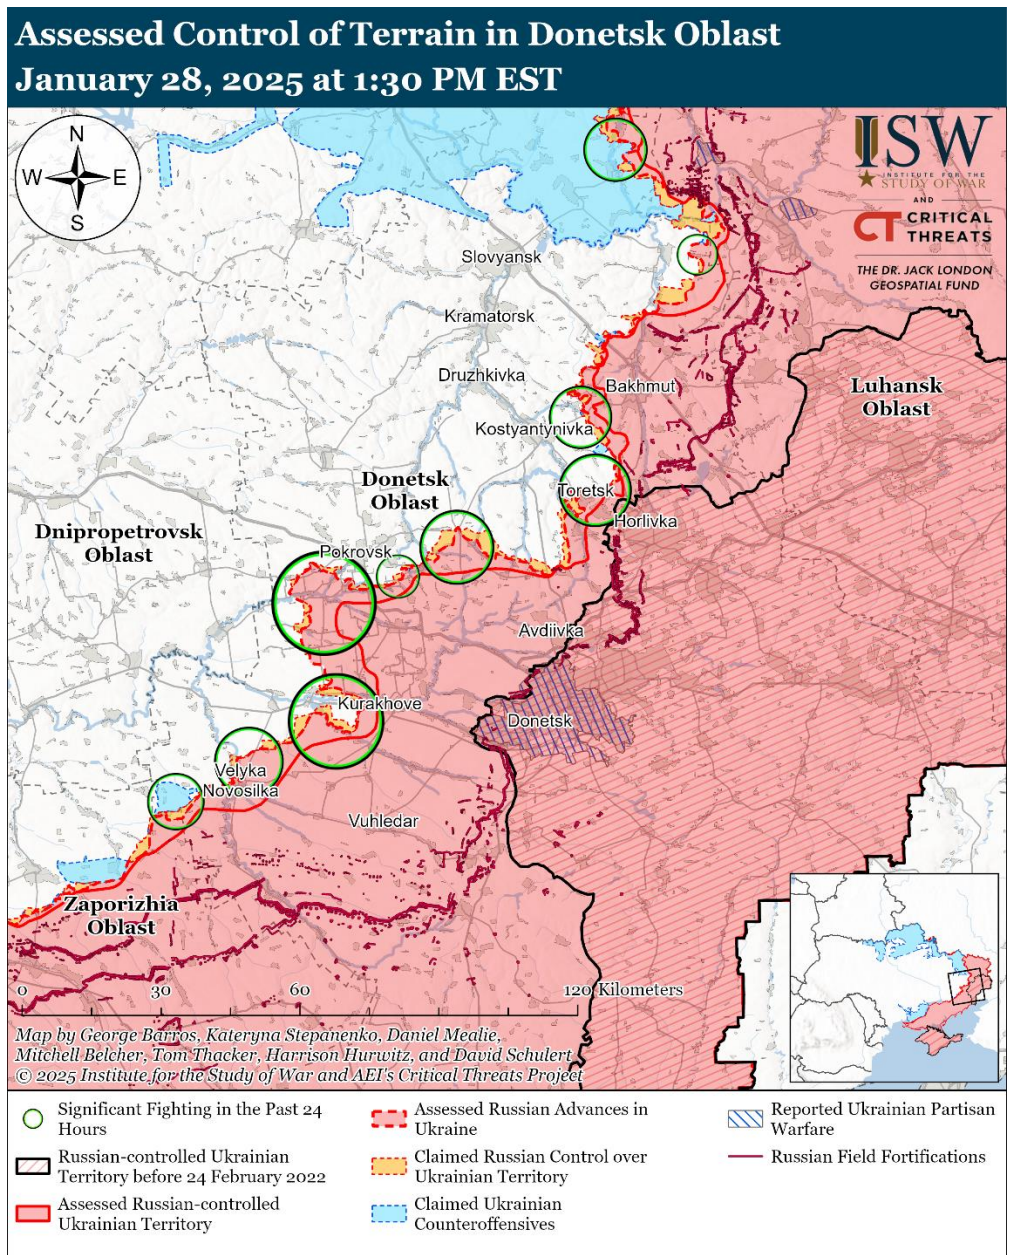 Assessed Control of Terrain in Donetsk Oblast
January 28, 2025 at 1:30 PM EST
N
W
E
S
ISW
INSTITUTE FOR THE
STUDY OF WAR
AND
CT CRITICAL
THREATS
THE DR. JACK LONDON
GEOSPATIAL FUND
Slovyansk
Kramatorsk
Druzhkivka
Bakhmut
Luhansk
Oblast
Kostyantynivka
Donetsk
Oblast
Toretsk
Horlivka
Dnipropetrovsk
Oblast
Pokrovsk
Avdiivka
Kurakhove
Donetsk
Velyka
Novosilka
Vuhledar
Zaporizhia
Oblast
0
30
60
120 Kilometers
Map by George Barros, Kateryna Stepanenko, Daniel Mealie,
Mitchell Belcher, Tom Thacker, Harrison Hurwitz, and David Schulert
© 2025 Institute for the Study of War and AEI's Critical Threats Project
Significant Fighting in the Past 24
Hours
Russian-controlled Ukrainian
Territory before 24 February 2022
Assessed Russian-controlled
Ukrainian Territory
Assessed Russian Advances in
Ukraine
Claimed Russian Control over
Ukrainian Territory
Claimed Ukrainian
Counteroffensives
Reported Ukrainian Partisan
Warfare
Russian Field Fortifications